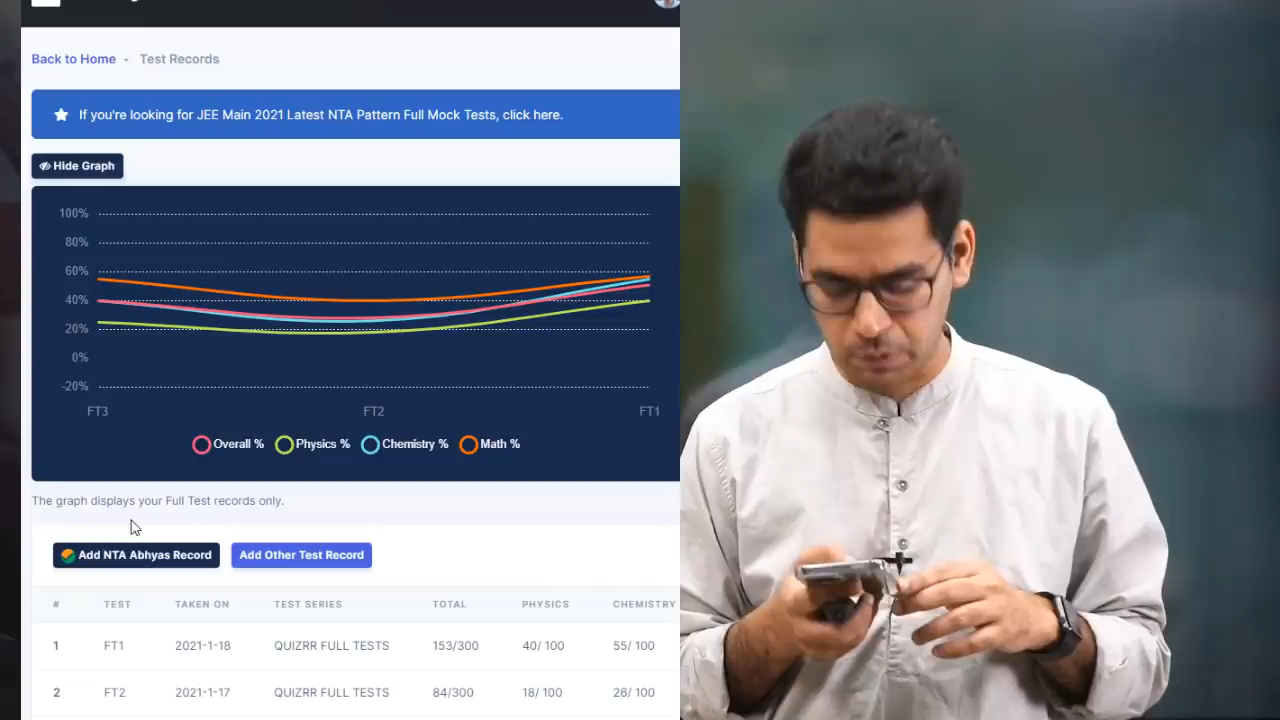 Back to Home - Test Records
If you're looking for JEE Main 2021 Latest NTA Pattern Full Mock Tests, click here.
Hide Graph
100%
80%
60%
40%
20%
0%
-20%
FT3 FT2 FT1
Overall % Physics % Chemistry % Math %
The graph displays your Full Test records only.
Add NTA Abhyas Record Add Other Test Record
# TEST TAKEN ON TEST SERIES TOTAL PHYSICS CHEMISTRY
1 FT1 2021-1-18 QUIZRR FULL TESTS 153/300 40/ 100 55/ 100
2 FT2 2021-1-17 QUIZRR FULL TESTS 84/300 18/ 100 26/ 100